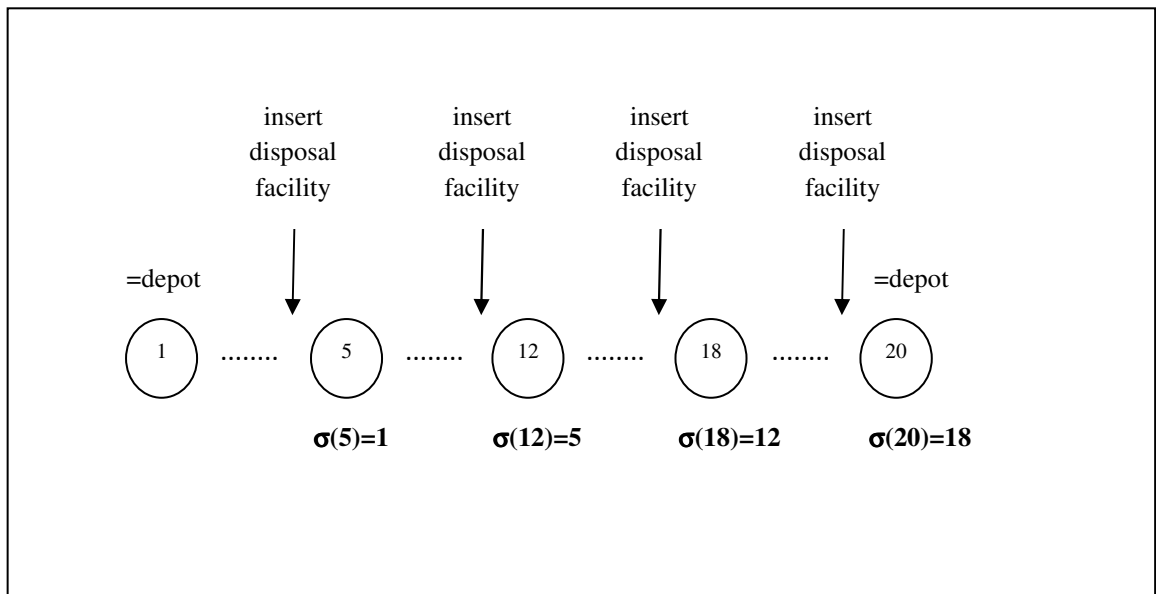 insert insert insert insert
disposal disposal disposal disposal
facility facility facility facility
=depot =depot
1 ........ 5 ........ 12 ........ 18 ........ 20
σ(5)=1 σ(12)=5 σ(18)=12 σ(20)=18